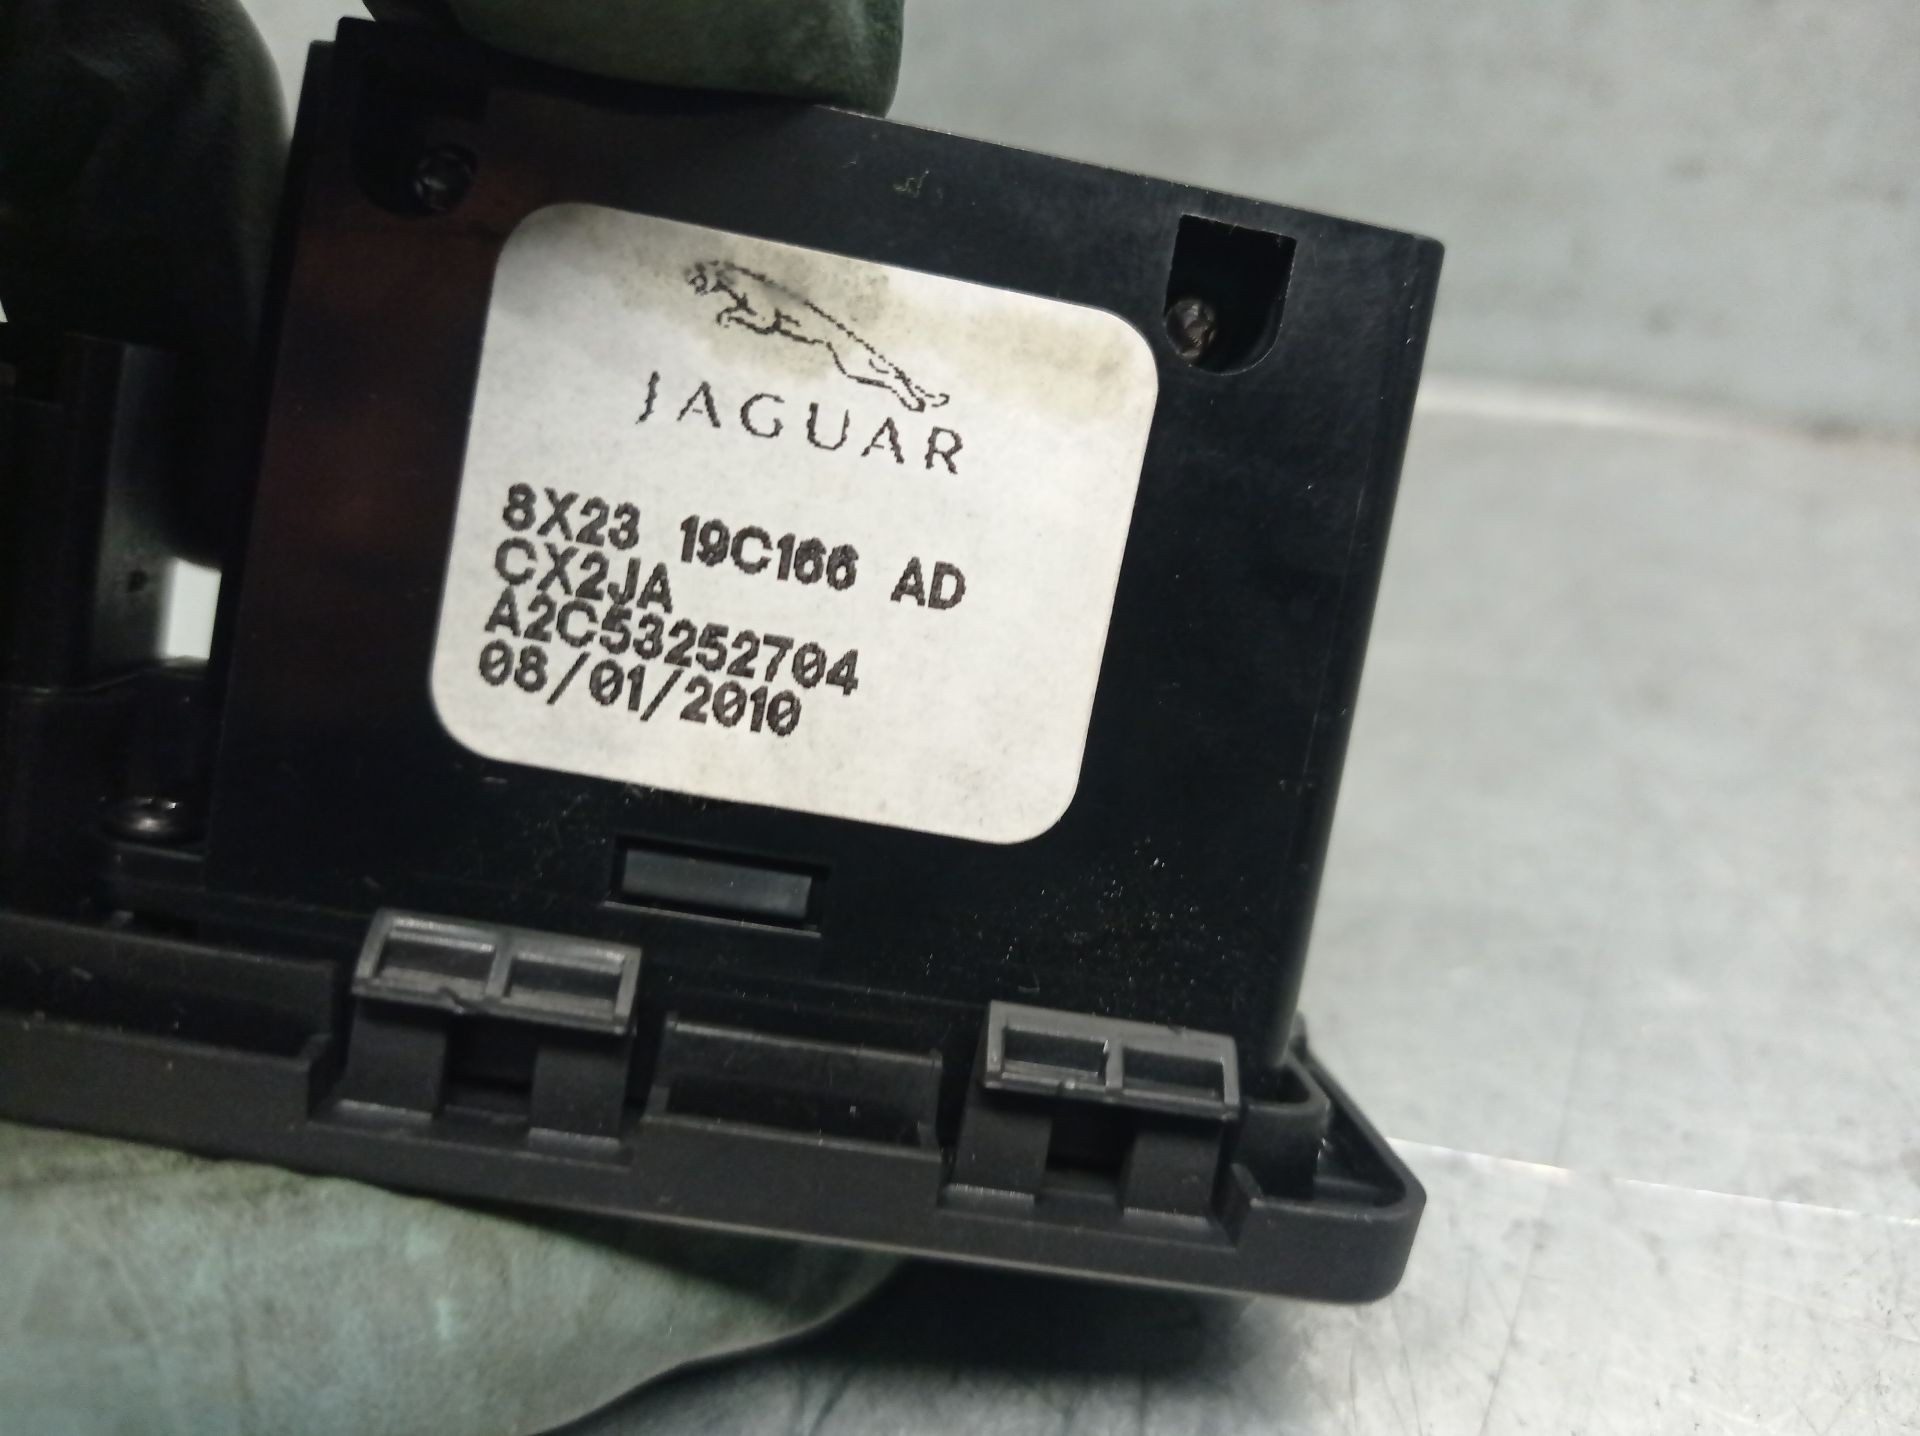 JAGUAR
8X23 19C166 AD
CX2JA
A2C53252704
08/01/2010